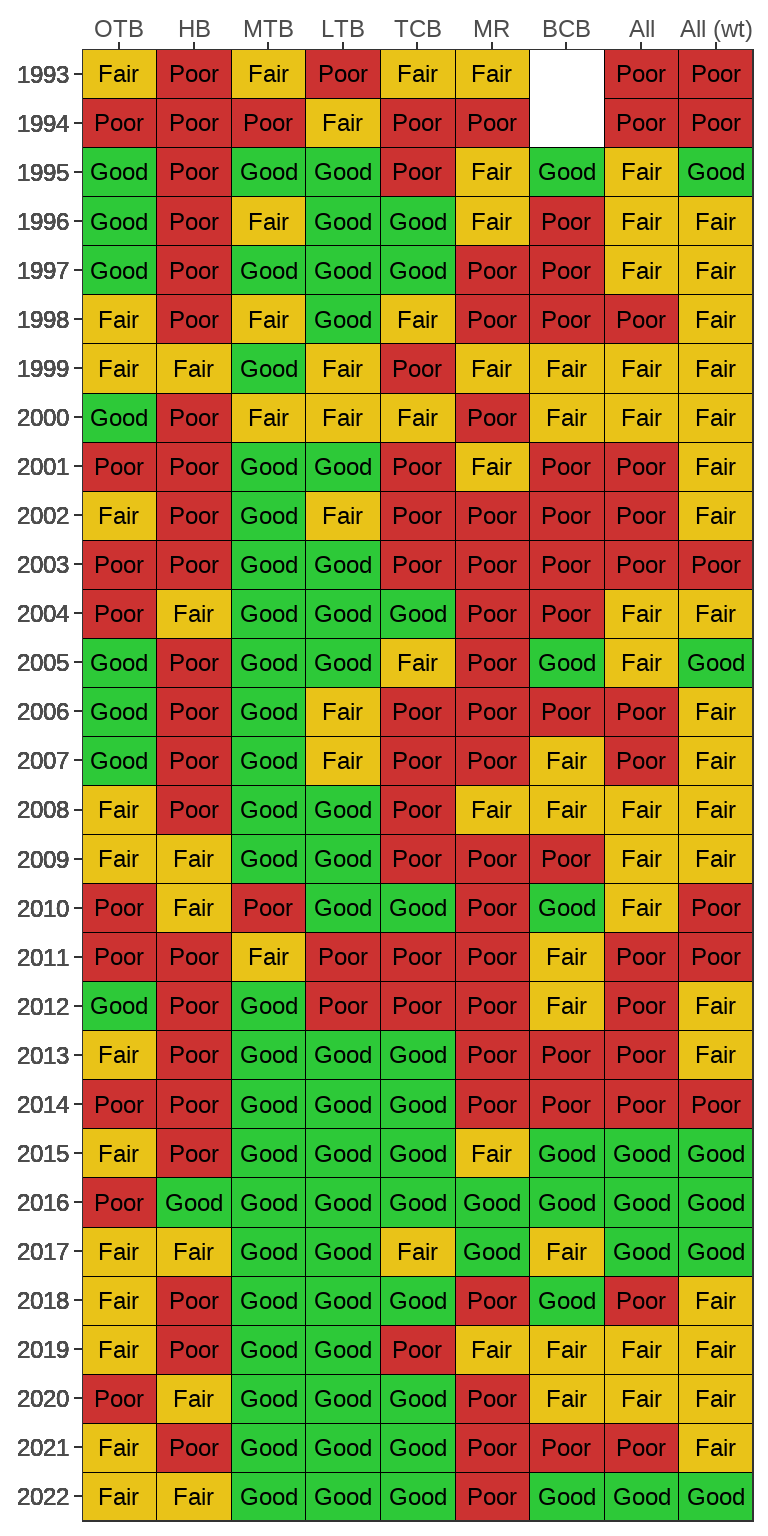 OTB HB MTB LTB TCB MR BCB All All (wt)
1993 Fair Poor Fair Poor Fair Fair Poor Poor
1994 Poor Poor Poor Fair Poor Poor Poor Poor
1995 Good Poor Good Good Poor Fair Good Fair Good
1996 Good Poor Fair Good Good Fair Poor Fair Fair
1997 Good Poor Good Good Good Poor Poor Fair Fair
1998 Fair Poor Fair Good Fair Poor Poor Poor Fair
1999 Fair Fair Good Fair Poor Fair Fair Fair Fair
2000 Good Poor Fair Fair Fair Poor Fair Fair Fair
2001 Poor Poor Good Good Poor Fair Poor Poor Fair
2002 Fair Poor Good Fair Poor Poor Poor Poor Fair
2003 Poor Poor Good Good Poor Poor Poor Poor Poor
2004 Poor Fair Good Good Good Poor Poor Fair Fair
2005 Good Poor Good Good Fair Poor Good Fair Good
2006 Good Poor Good Fair Poor Poor Poor Poor Fair
2007 Good Poor Good Fair Poor Poor Fair Poor Fair
2008 Fair Poor Good Good Poor Fair Fair Fair Fair
2009 Fair Fair Good Good Poor Poor Poor Fair Fair
2010 Poor Fair Poor Good Good Poor Good Fair Poor
2011 Poor Poor Fair Poor Poor Poor Fair Poor Poor
2012 Good Poor Good Poor Poor Poor Fair Poor Fair
2013 Fair Poor Good Good Good Poor Poor Poor Fair
2014 Poor Poor Good Good Good Poor Poor Poor Poor
2015 Fair Poor Good Good Good Fair Good Good Good
2016 Poor Good Good Good Good Good Good Good Good
2017 Fair Fair Good Good Fair Good Fair Good Good
2018 Fair Poor Good Good Good Poor Good Poor Fair
2019 Fair Poor Good Good Poor Fair Fair Fair Fair
2020 Poor Fair Good Good Good Poor Fair Fair Fair
2021 Fair Poor Good Good Good Poor Poor Poor Fair
2022 Fair Fair Good Good Good Poor Good Good Good